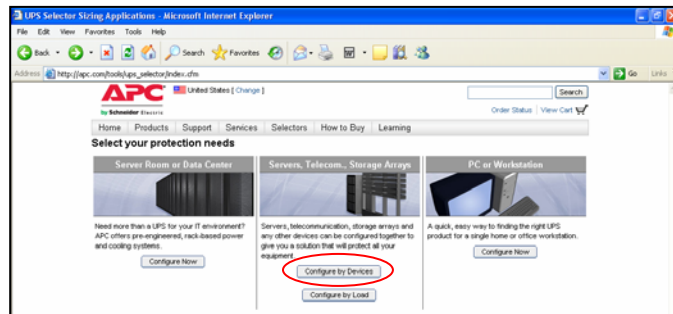 UPS Selector Sizing Applications - Microsoft Internet Explorer
File Edit View Favorites Tools Help
Back Search Favorites
Address http://apc.com/tools/ups_selector/index.cfm Go Links
APC United States [ Change ] Search
by Schneider Electric Order Status View Cart
Home Products Support Services Selectors How to Buy Learning
Select your protection needs
Server Room or Data Center
Need more than a UPS for your IT environment?
APC offers pre-engineered, rack-based power
and cooling systems.
Configure Now
Servers, Telecom., Storage Arrays
Servers, telecommunication, storage arrays and
any other devices can be configured together to
give you a solution that will protect all your
equipment.
Configure by Devices
Configure by Load
PC or Workstation
A quick, easy way to finding the right UPS
product for a single home or office workstation.
Configure Now